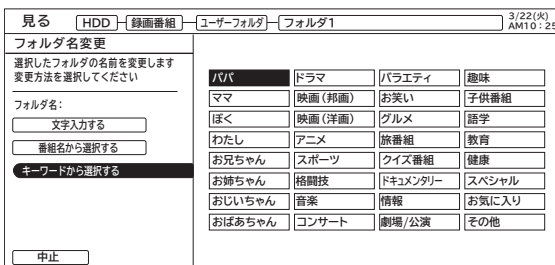 見る HDD 録画番組 ユーザーフォルダ フォルダ1 3/22(火)
AM10:25
フォルダ名変更
選択したフォルダの名前を変更します
変更方法を選択してください
フォルダ名:
文字入力する
番組名から選択する
キーワードから選択する
中止
パパ ドラマ バラエティ 趣味
ママ 映画(邦画) お笑い 子供番組
ぼく 映画(洋画) グルメ 語学
わたし アニメ 旅番組 教育
お兄ちゃん スポーツ クイズ番組 健康
お姉ちゃん 格闘技 ドキュメンタリー スペシャル
おじいちゃん 音楽 情報 お気に入り
おばあちゃん コンサート 劇場/公演 その他